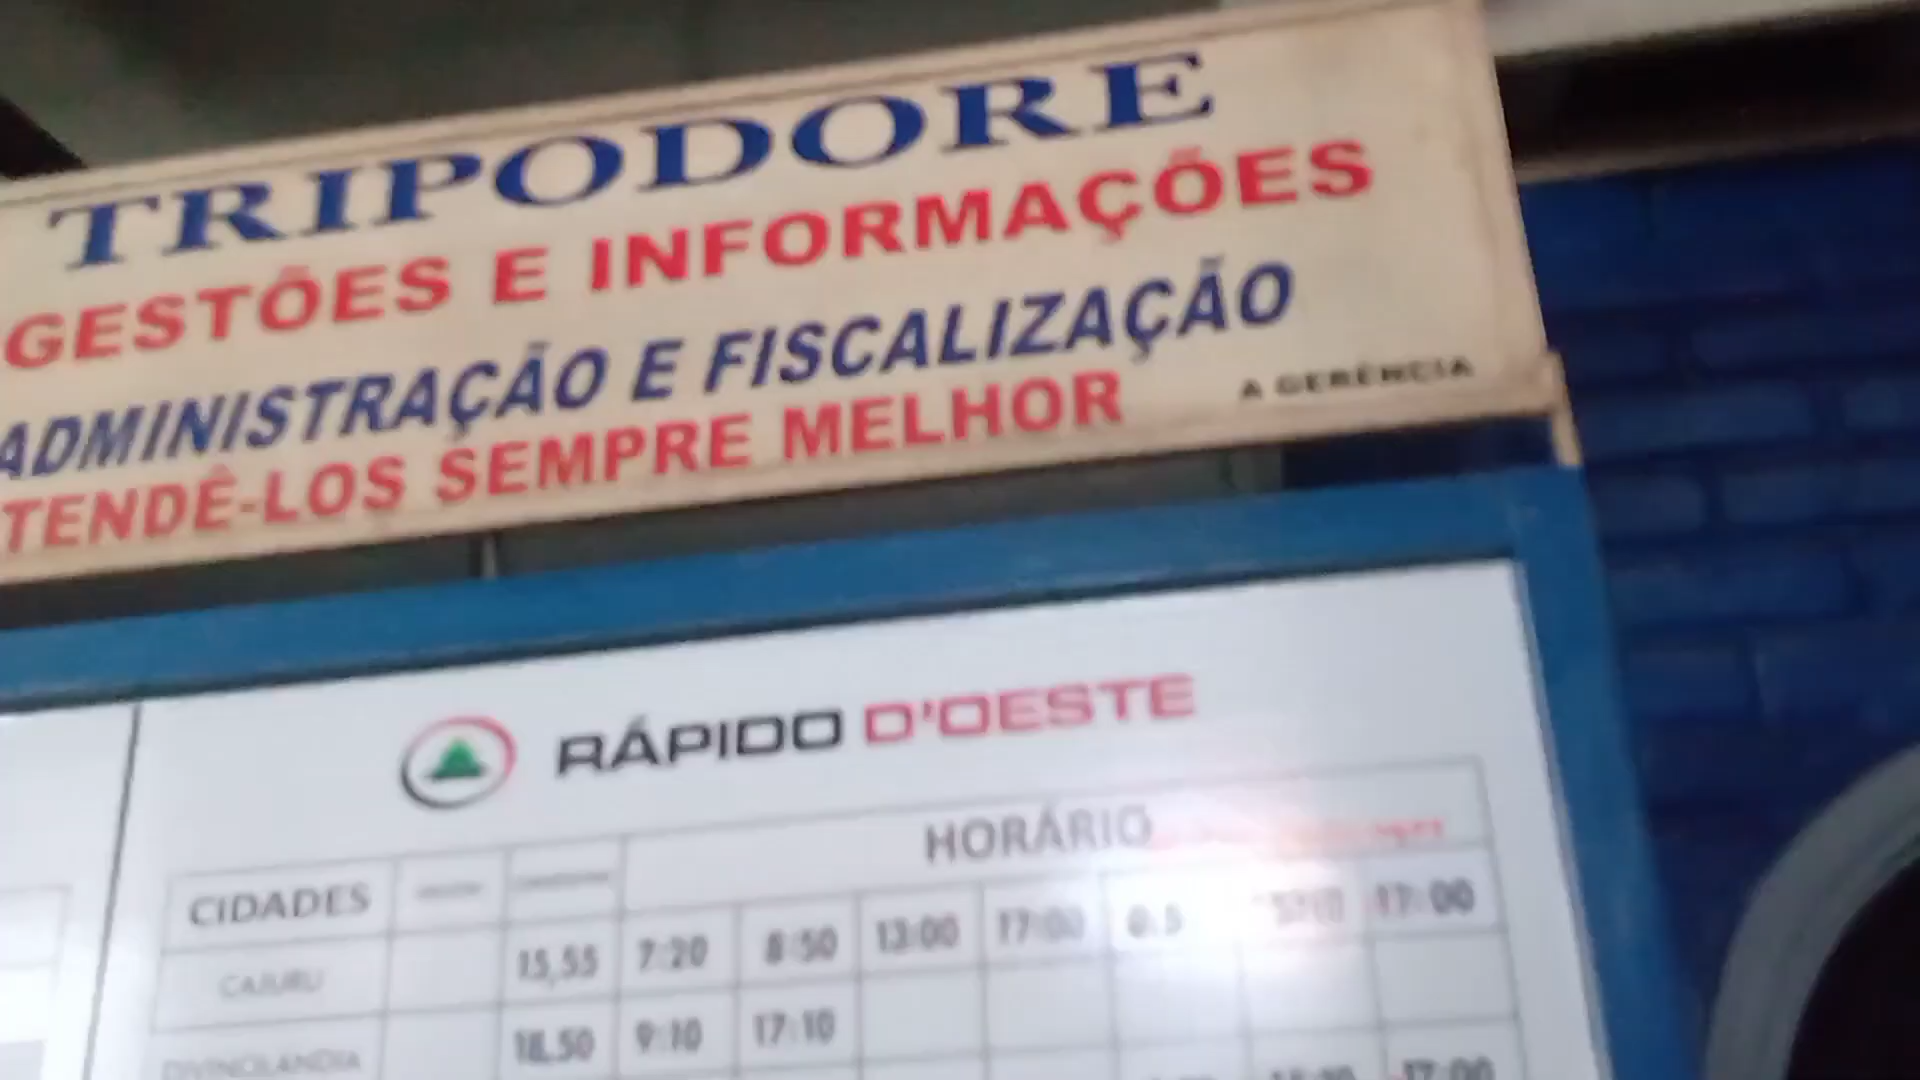 TRIPODORE
GESTÕES E INFORMAÇÕES
ADMINISTRAÇÃO E FISCALIZAÇÃO
TENDÊ-LOS SEMPRE MELHOR
A GERÊNCIA
RÁPIDO D'OESTE
HORÁRIO
CIDADES
CAJURU 15,55 7:20 8:50 13:00 17:00 17:00
DIVINOLANDIA 18.50 9:10 17:10
17:00